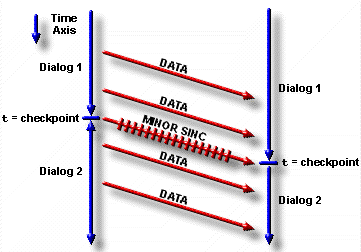 Time
Axis
DATA
Dialog 1
Dialog 1
DATA
t = checkpoint
MINOR SINC
DATA
t = checkpoint
Dialog 2
DATA
Dialog 2